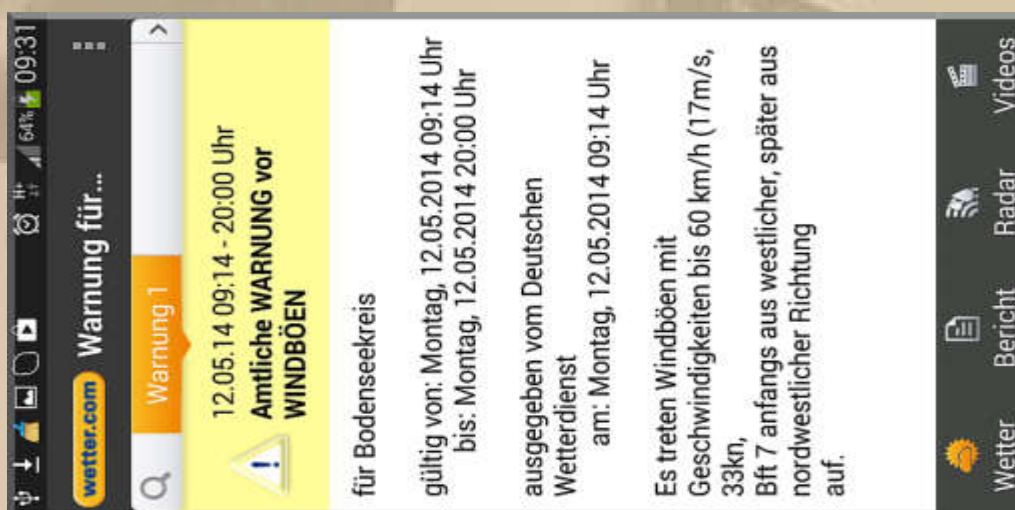 64% 09:31
wetter.com Warnung für...
Warnung 1
12.05.14 09:14 - 20:00 Uhr
Amtliche WARNUNG vor
WINDBÖEN
für Bodenseekreis
gültig von: Montag, 12.05.2014 09:14 Uhr
bis: Montag, 12.05.2014 20:00 Uhr
ausgegeben vom Deutschen
Wetterdienst
am: Montag, 12.05.2014 09:14 Uhr
Es treten Windböen mit
Geschwindigkeiten bis 60 km/h (17m/s,
33kn,
Bft 7 anfangs aus westlicher, später aus
nordwestlicher Richtung
auf.
Wetter Bericht Radar Videos